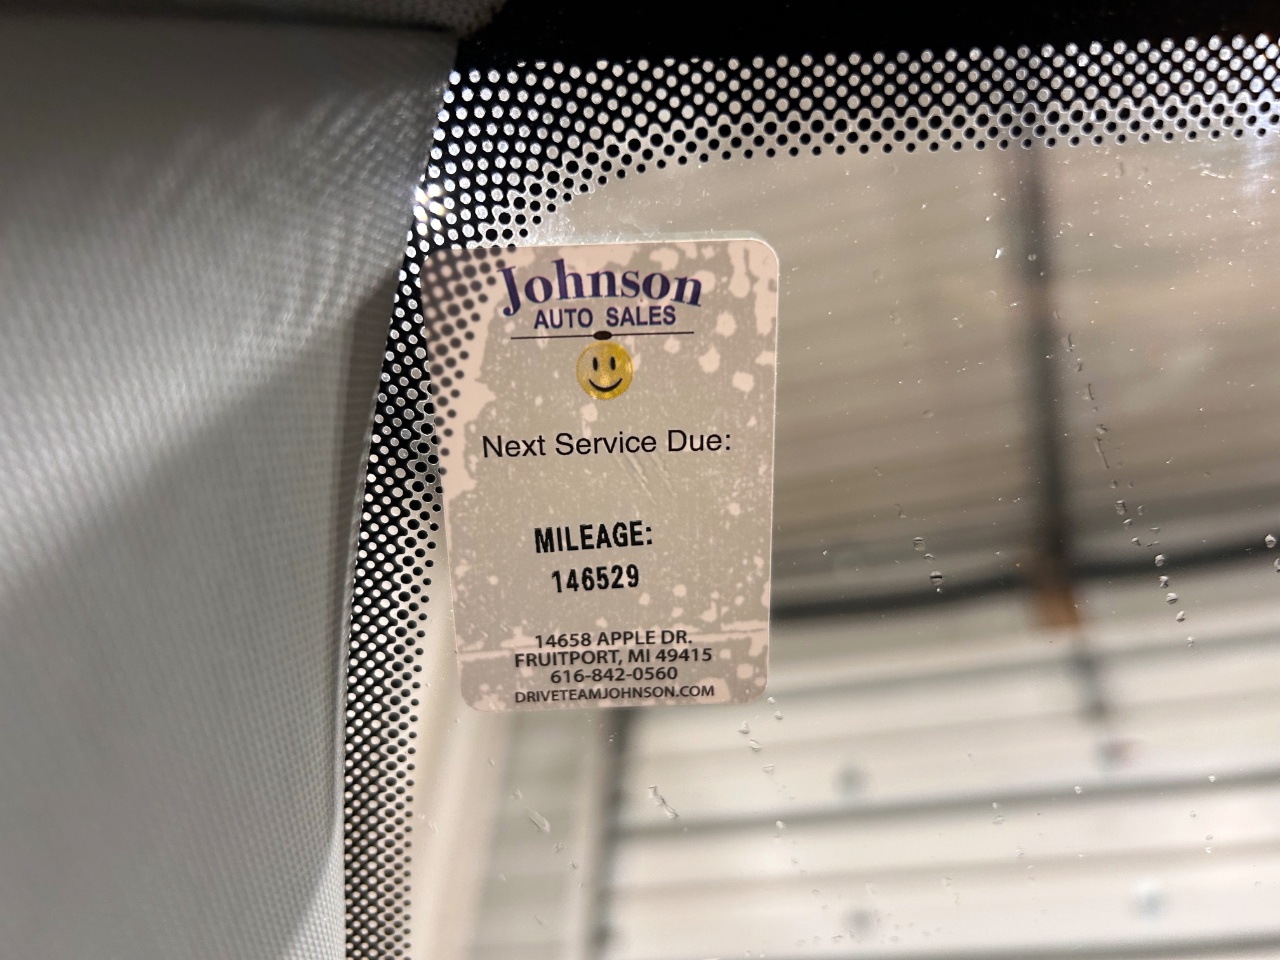 Johnson
AUTO SALES
Next Service Due:
MILEAGE:
146529
14658 APPLE DR.
FRUITPORT, MI 49415
616-842-0560
DRIVETEAMJOHNSON.COM